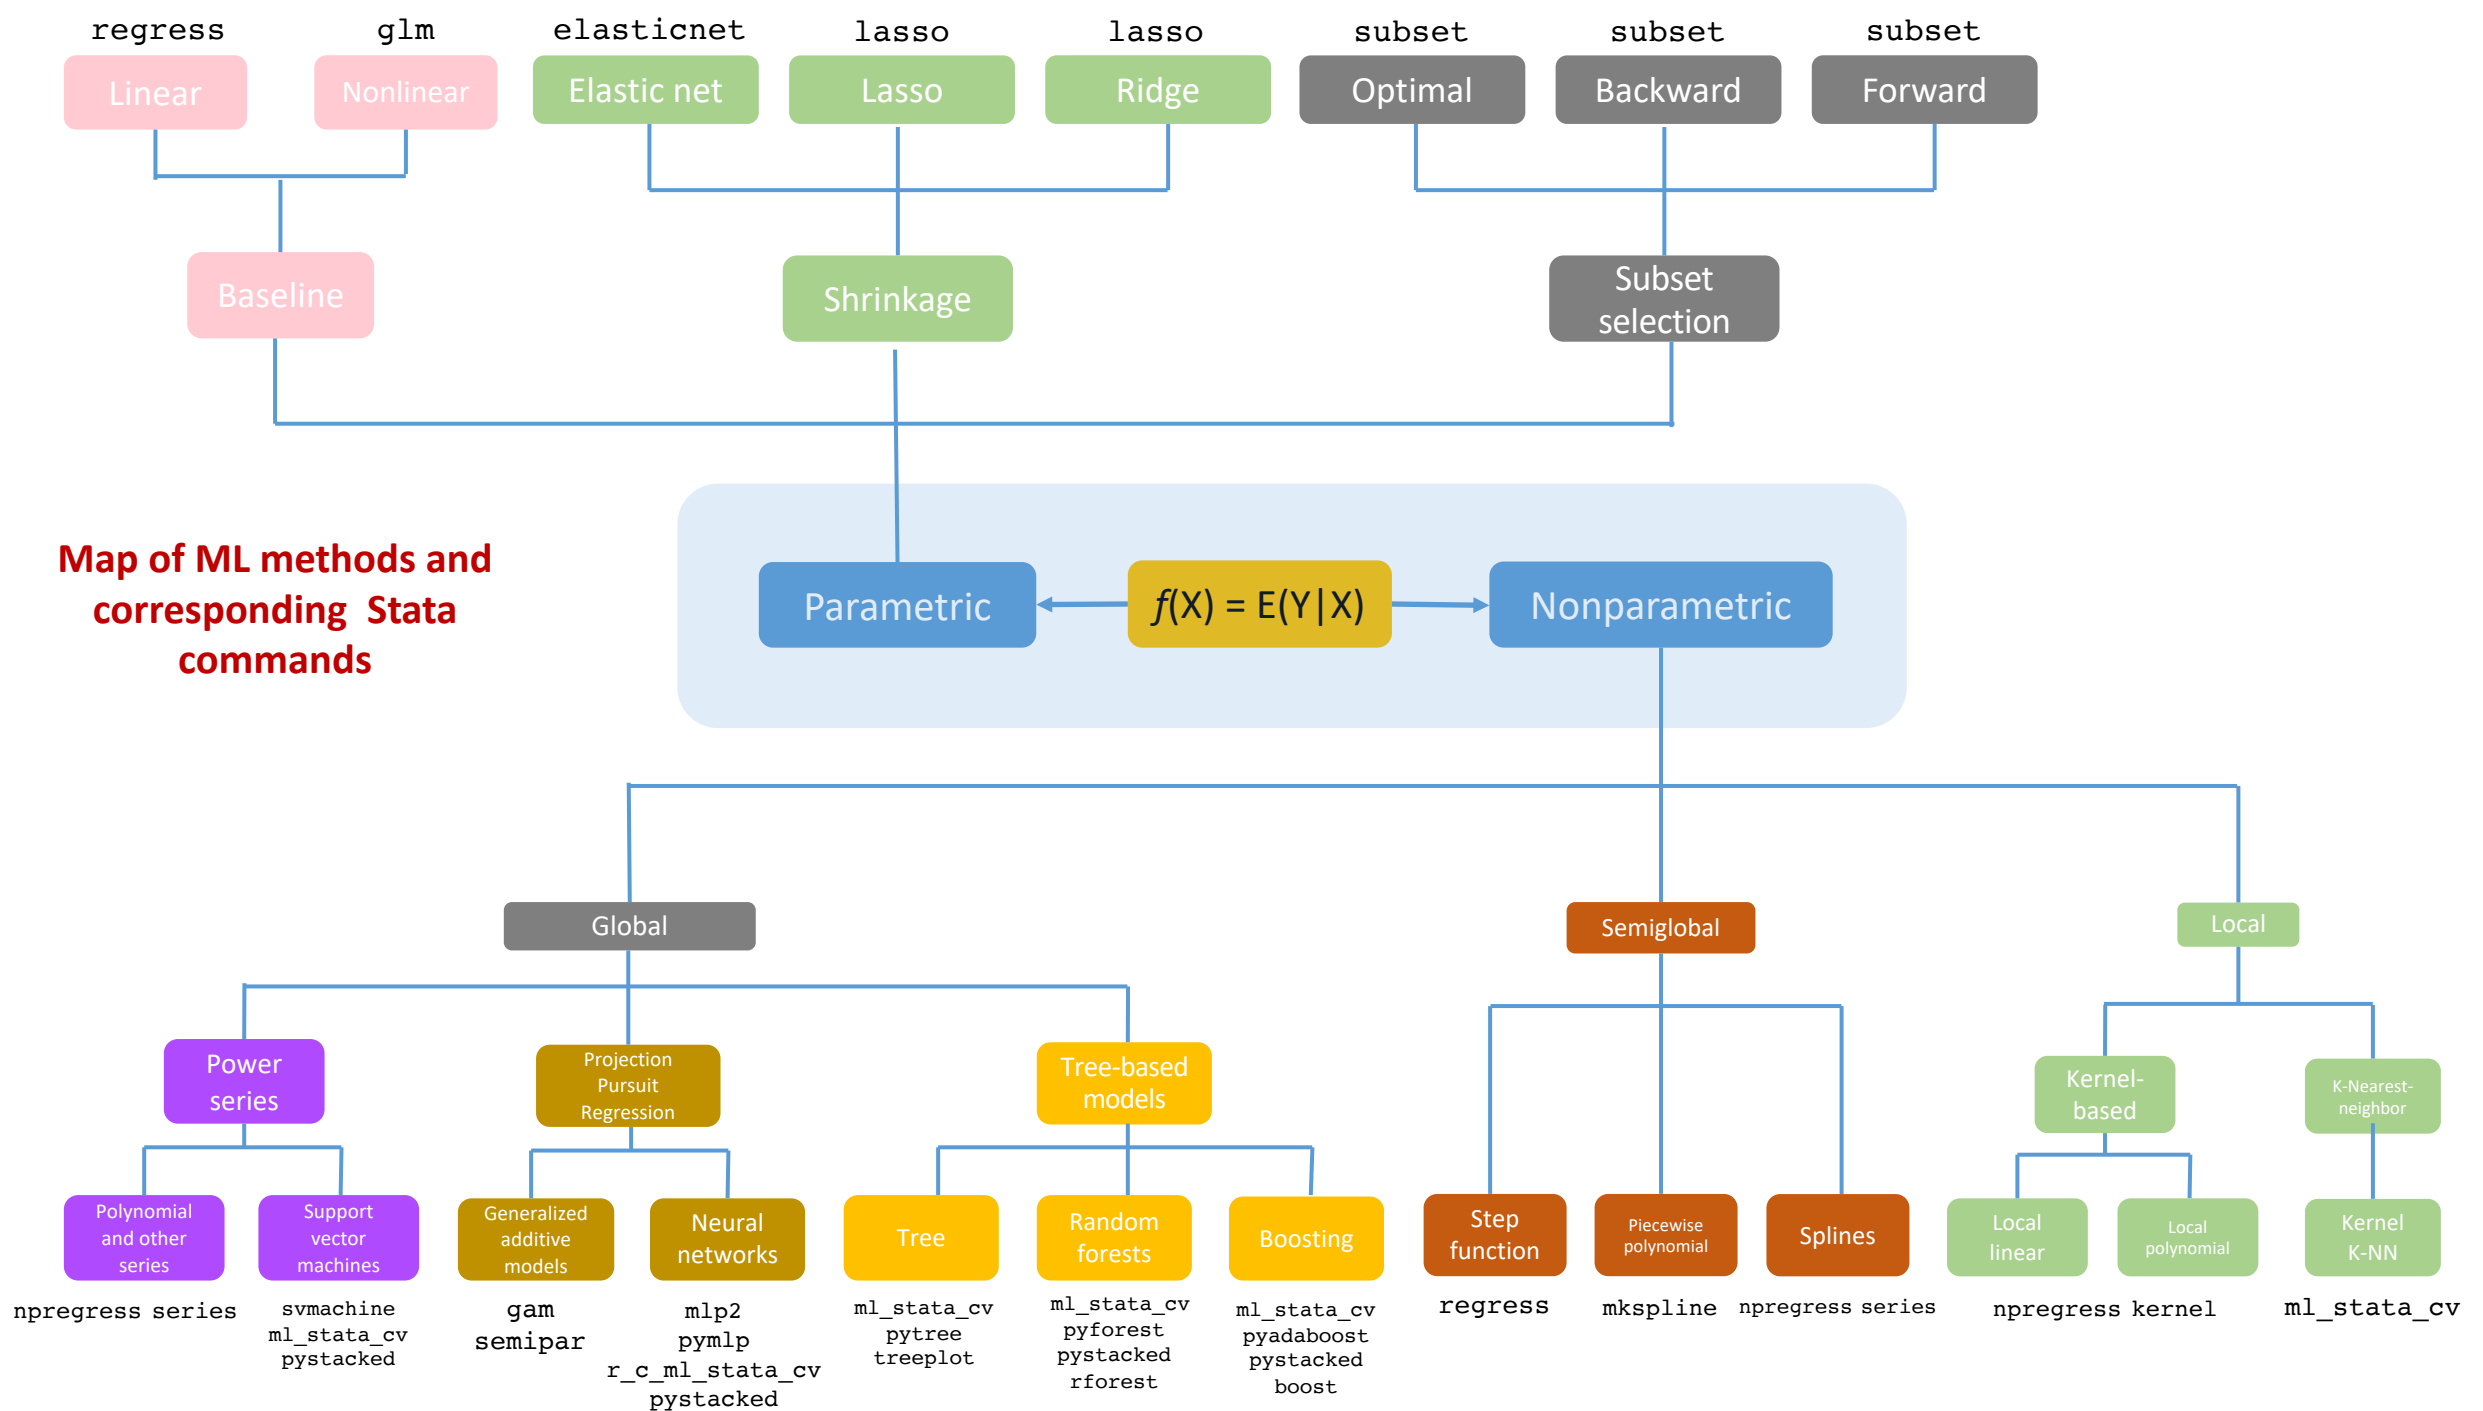 regress
glm
elasticnet
lasso
lasso
subset
subset
subset
Linear
Nonlinear
Elastic net
Lasso
Ridge
Optimal
Backward
Forward
Baseline
Shrinkage
Subset
selection
Map of ML methods and
corresponding Stata
commands
Parametric
f(X) = E(Y|X)
Nonparametric
Global
Semiglobal
Local
Power
series
Projection
Pursuit
Regression
Tree-based
models
Kernel-
based
K-Nearest-
neighbor
Polynomial
and other
series
Support
vector
machines
Generalized
additive
models
Neural
networks
Tree
Random
forests
Boosting
Step
function
Piecewise
polynomial
Splines
Local
linear
Local
polynomial
Kernel
K-NN
npregress series
svmachine
ml_stata_cv
pystacked
gam
semipar
mlp2
pymlp
r_c_ml_stata_cv
pystacked
ml_stata_cv
pytree
treeplot
ml_stata_cv
pyforest
pystacked
rforest
ml_stata_cv
pyadaboost
pystacked
boost
regress
mkspline
npregress series
npregress kernel
ml_stata_cv